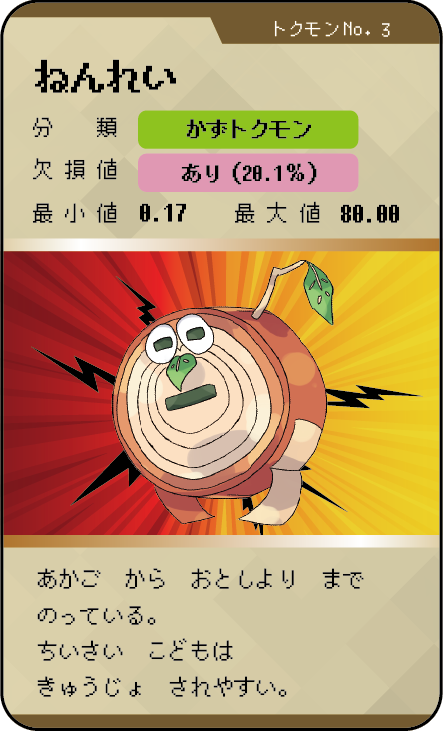 トクモンNo. 3
ねんれい
分 類 かずトクモン
欠損値 あり (20.1%)
最小値 0.17 最大値 80.00
あかご から おとしより まで
のっている。
ちいさい こどもは
きゅうじょ されやすい。